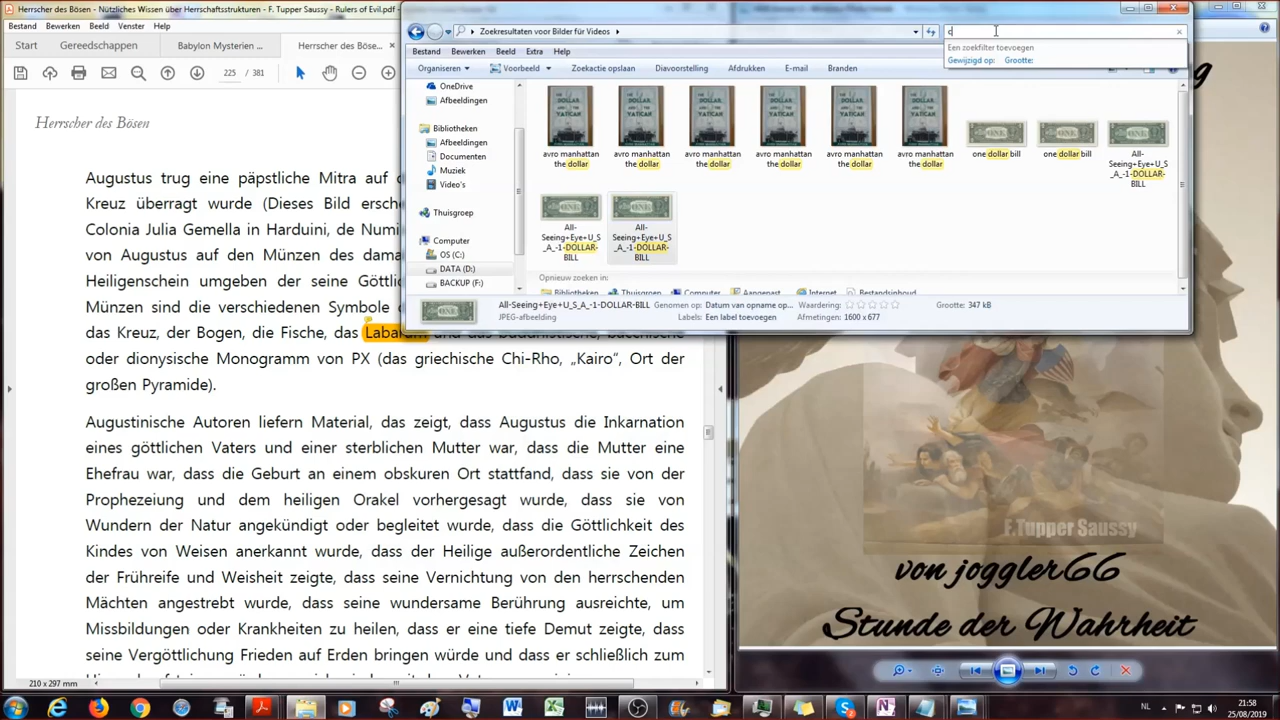 Herrscher des Bösen - Nützliches Wissen über Herrschaftsstrukturen - F. Tupper Saussy - Rulers of Evil.pdf -
Bestand Bewerken Beeld Venster Help
Start Gereedschappen Babylon Mysterien ... Herrscher des Böse... ×
225 / 381
Herrscher des Bösen
Augustus trug eine päpstliche Mitra auf
Kreuz überragt wurde (Dieses Bild ersch
Colonia Julia Gemella in Harduini, de Numi
von Augustus auf den Münzen des dama
Heiligenschein umgeben der seine Gött
Münzen sind die verschiedenen Symbole
das Kreuz, der Bogen, die Fische, das Labarum und das buddhistische, bacchische
oder dionysische Monogramm von PX (das griechische Chi-Rho, „Kairo“, Ort der
großen Pyramide).
Augustinische Autoren liefern Material, das zeigt, dass Augustus die Inkarnation
eines göttlichen Vaters und einer sterblichen Mutter war, dass die Mutter eine
Ehefrau war, dass die Geburt an einem obskuren Ort stattfand, dass sie von der
Prophezeiung und dem heiligen Orakel vorhergesagt wurde, dass sie von
Wundern der Natur angekündigt oder begleitet wurde, dass die Göttlichkeit des
Kindes von Weisen anerkannt wurde, dass der Heilige außerordentliche Zeichen
der Frühreife und Weisheit zeigte, dass seine Vernichtung von den herrschenden
Mächten angestrebt wurde, dass seine wundersame Berührung ausreichte, um
Missbildungen oder Krankheiten zu heilen, dass er eine tiefe Demut zeigte, dass
seine Vergöttlichung Frieden auf Erden bringen würde und dass er schließlich zum
210 x 297 mm
Zoekresultaten voor Bilder für Videos
Een zoekfilter toevoegen
Gewijzigd op: Grootte:
Bestand Bewerken Beeld Extra Help
Organiseren Voorbeeld Zoekactie opslaan Diavoorstelling Afdrukken E-mail Branden
OneDrive
Afbeeldingen
Bibliotheken
Afbeeldingen
Documenten
Muziek
Video's
Thuisgroep
Computer
OS (C:)
DATA (D:)
BACKUP (F:)
avro manhattan the dollar
avro manhattan the dollar
avro manhattan the dollar
avro manhattan the dollar
avro manhattan the dollar
avro manhattan the dollar
one dollar bill
one dollar bill
All-
Seeing+Eye+U_S
_A_-1-DOLLAR-
BILL
All-
Seeing+Eye+U_S
_A_-1-DOLLAR-
BILL
All-
Seeing+Eye+U_S
_A_-1-DOLLAR-
BILL
Opnieuw zoeken in:
Bibliotheken Thuisgroep Computer Aangepast... Internet Bestandsinhoud
All-Seeing+Eye+U_S_A_-1-DOLLAR-BILL Genomen op: Datum van opname op... Waardering: Grootte: 347 kB
JPEG-afbeelding Labels: Een label toevoegen Afmetingen: 1600 x 677
F.Tupper Saussy
von joggler66
Stunde der Wahrheit
NL
21:58
25/08/2019